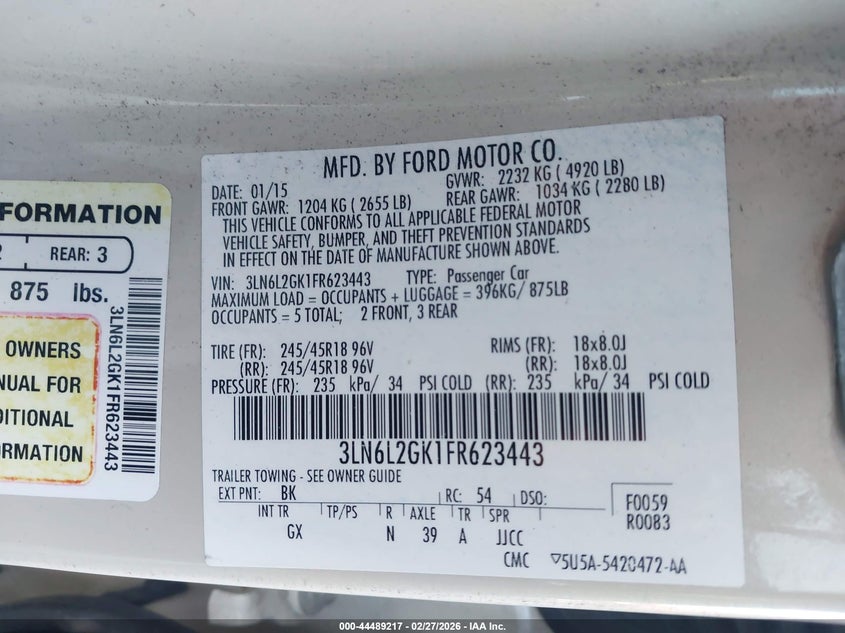 FORMATION
REAR: 3
875 lbs.
OWNERS
NUAL FOR
DITIONAL
ORMATION
3LN6L2GK1FR623443
MFD. BY FORD MOTOR CO.
DATE: 01/15 GVWR: 2232 KG ( 4920 LB)
FRONT GAWR: 1204 KG ( 2655 LB) REAR GAWR: 1034 KG ( 2280 LB)
THIS VEHICLE CONFORMS TO ALL APPLICABLE FEDERAL MOTOR
VEHICLE SAFETY, BUMPER, AND THEFT PREVENTION STANDARDS
IN EFFECT ON THE DATE OF MANUFACTURE SHOWN ABOVE.
VIN: 3LN6L2GK1FR623443 TYPE: Passenger Car
MAXIMUM LOAD = OCCUPANTS + LUGGAGE = 396KG/ 875LB
OCCUPANTS = 5 TOTAL; 2 FRONT, 3 REAR
TIRE (FR): 245/45R18 96V RIMS (FR): 18x8.0J
(RR): 245/45R18 96V (RR): 18x8.0J
PRESSURE (FR): 235 kPa/ 34 PSI COLD (RR): 235 kPa/ 34 PSI COLD
3LN6L2GK1FR623443
TRAILER TOWING - SEE OWNER GUIDE
EXT PNT: BK RC: 54 DSO: F0059
INT TR TP/PS R AXLE TR SPR R0083
GX N 39 A JJCC
CMC ▽5U5A-5420472-AA
000-44489217 - 02/27/2026 - IAA Inc.